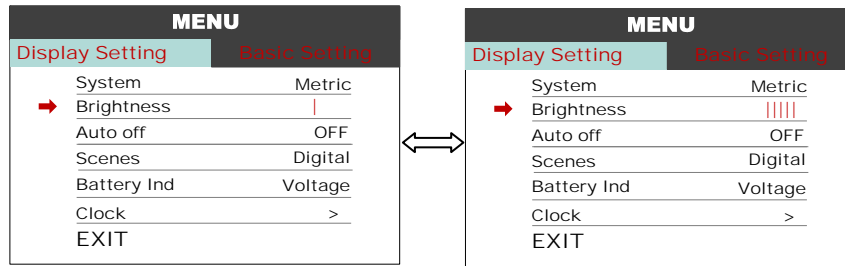 MENU
Display Setting Basic Setting
System Metric
Brightness |
Auto off OFF
Scenes Digital
Battery Ind Voltage
Clock >
EXIT
MENU
Display Setting Basic Setting
System Metric
Brightness |||||
Auto off OFF
Scenes Digital
Battery Ind Voltage
Clock >
EXIT